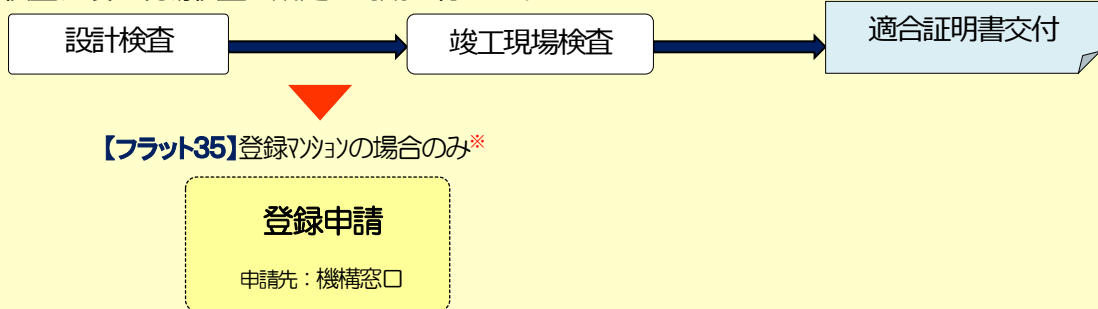 設計検査
竣工現場検査
適合証明書交付
【フラット35】登録マンションの場合のみ※
登録申請
申請先：機構窓口